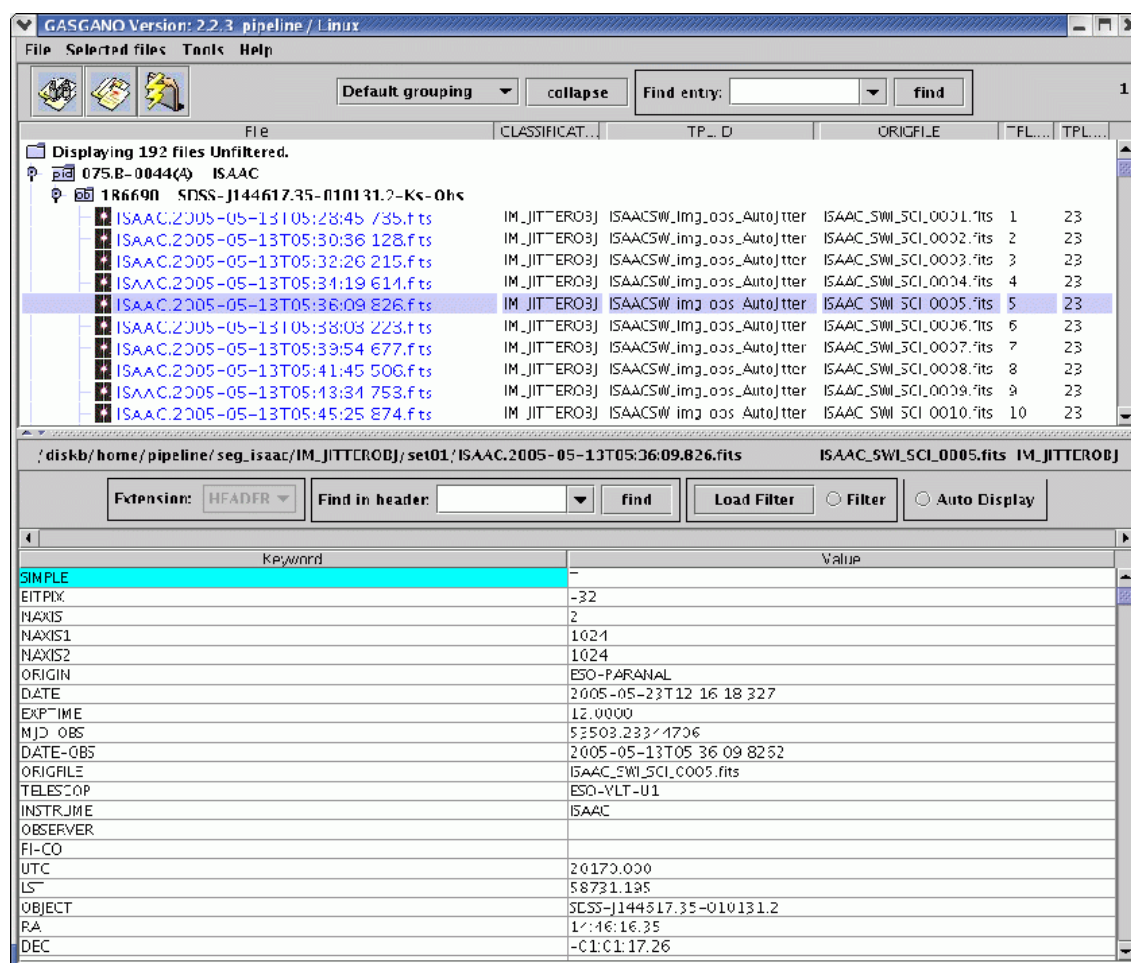 GASGANO Version: 2.2.3 pipeline / Linux
File Selected files Tools Help
Default grouping collapse Find entry: find 1
File CLASSIFICAT... ORIGFILE TPL....
Displaying 192 files Unfiltered.
pid 075.B-0044(A) ISAAC
ob 186690 SDSS-J144617.35-010131.2-Ks-Obs
ISAAC.2005-05-13T05:28:45 735.fits IM_JITTEROBJ ISAACSW_img_obs_AutoJitter ISAAC_SWI_SCI_0001.fits 1 23
ISAAC.2005-05-13T05:30:36 128.fits IM_JITTEROBJ ISAACSW_img_obs_AutoJitter ISAAC_SWI_SCI_0002.fits 2 23
ISAAC.2005-05-13T05:32:26 215.fits IM_JITTEROBJ ISAACSW_img_obs_AutoJitter ISAAC_SWI_SCI_0003.fits 3 23
ISAAC.2005-05-13T05:34:19 614.fits IM_JITTEROBJ ISAACSW_img_obs_AutoJitter ISAAC_SWI_SCI_0004.fits 4 23
ISAAC.2005-05-13T05:36:09 826.fits IM_JITTEROBJ ISAACSW_img_obs_AutoJitter ISAAC_SWI_SCI_0005.fits 5 23
ISAAC.2005-05-13T05:38:03 223.fits IM_JITTEROBJ ISAACSW_img_obs_AutoJitter ISAAC_SWI_SCI_0006.fits 6 23
ISAAC.2005-05-13T05:39:54 677.fits IM_JITTEROBJ ISAACSW_img_obs_AutoJitter ISAAC_SWI_SCI_0007.fits 7 23
ISAAC.2005-05-13T05:41:45 506.fits IM_JITTEROBJ ISAACSW_img_obs_AutoJitter ISAAC_SWI_SCI_0008.fits 8 23
ISAAC.2005-05-13T05:43:34 753.fits IM_JITTEROBJ ISAACSW_img_obs_AutoJitter ISAAC_SWI_SCI_0009.fits 9 23
ISAAC.2005-05-13T05:45:25 874.fits IM_JITTEROBJ ISAACSW_img_obs_AutoJitter ISAAC_SWI_SCI_0010.fits 10 23
/diskb/home/pipeline/seg_isaac/IM_JITTEROBJ/set01/ISAAC.2005-05-13T05:36:09.826.fits ISAAC_SWI_SCI_0005.fits IM_JITTEROBJ
Extension: HEADER Find in header: find Load Filter Filter Auto Display
Keyword Value
SIMPLE T
BITPIX -32
NAXIS 2
NAXIS1 1024
NAXIS2 1024
ORIGIN ESO-PARANAL
DATE 2005-05-23T12 16 18 327
EXPTIME 12.0000
MJD OBS
DATE-OBS 2005-05-13T05 36 09 8262
ORIGFILE ISAAC_SWI_SCI_0005.fits
TELESCOP ESO-VLT-U1
INSTRUME ISAAC
OBSERVER
PI-CO
UTC 20170.000
LST 58731.195
OBJECT SDSS-J144617.35-010131.2
RA 14:46:16.35
DEC -01:01:17.26